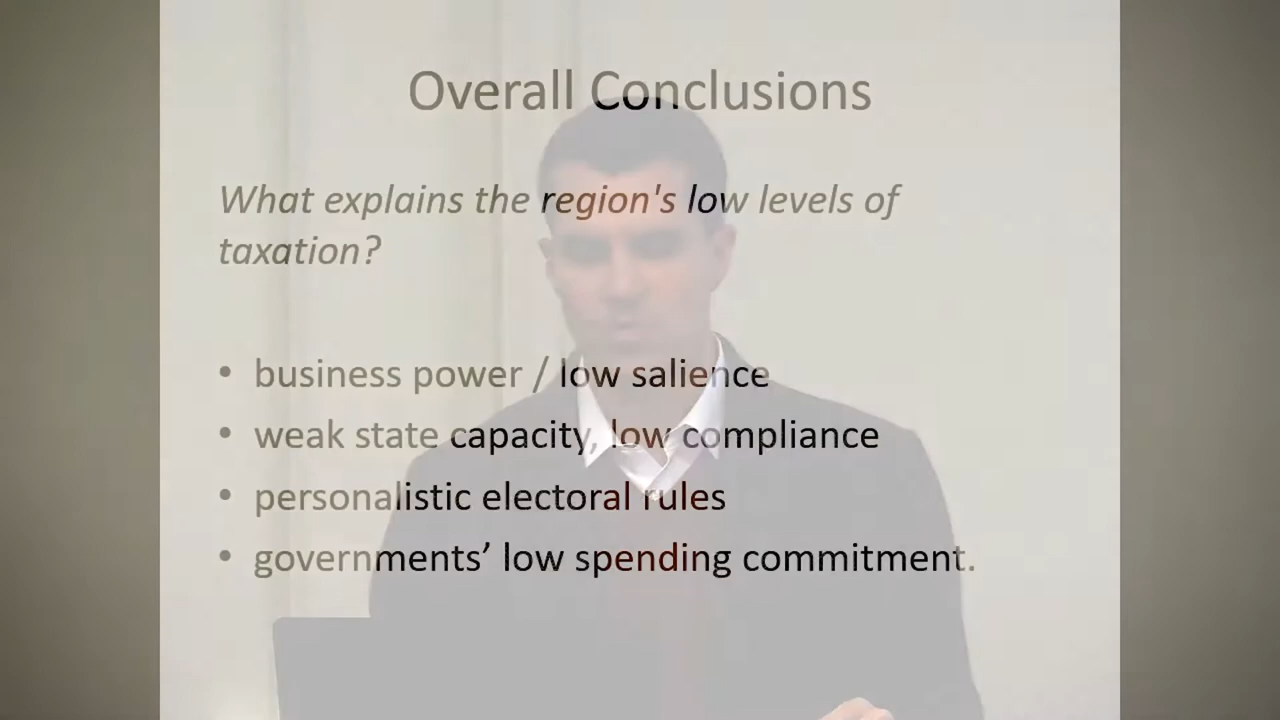 Overall Conclusions
What explains the region's low levels of
taxation?
• business power / low salience
• weak state capacity, low compliance
• personalistic electoral rules
• governments’ low spending commitment.